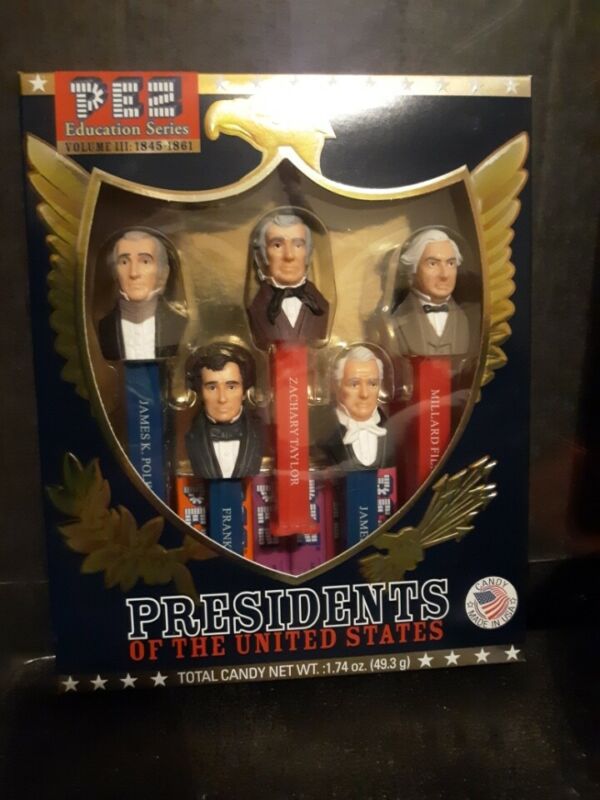 PEZ
Education Series
VOLUME III: 1845-1861
JAMES K. POL
FRANK
ZACHARY TAYLOR
JAME
MILLARD FIL
PRESIDENTS
OF THE UNITED STATES
CANDY
MADE IN USA
TOTAL CANDY NET WT.:1.74 oz. (49.3 g)